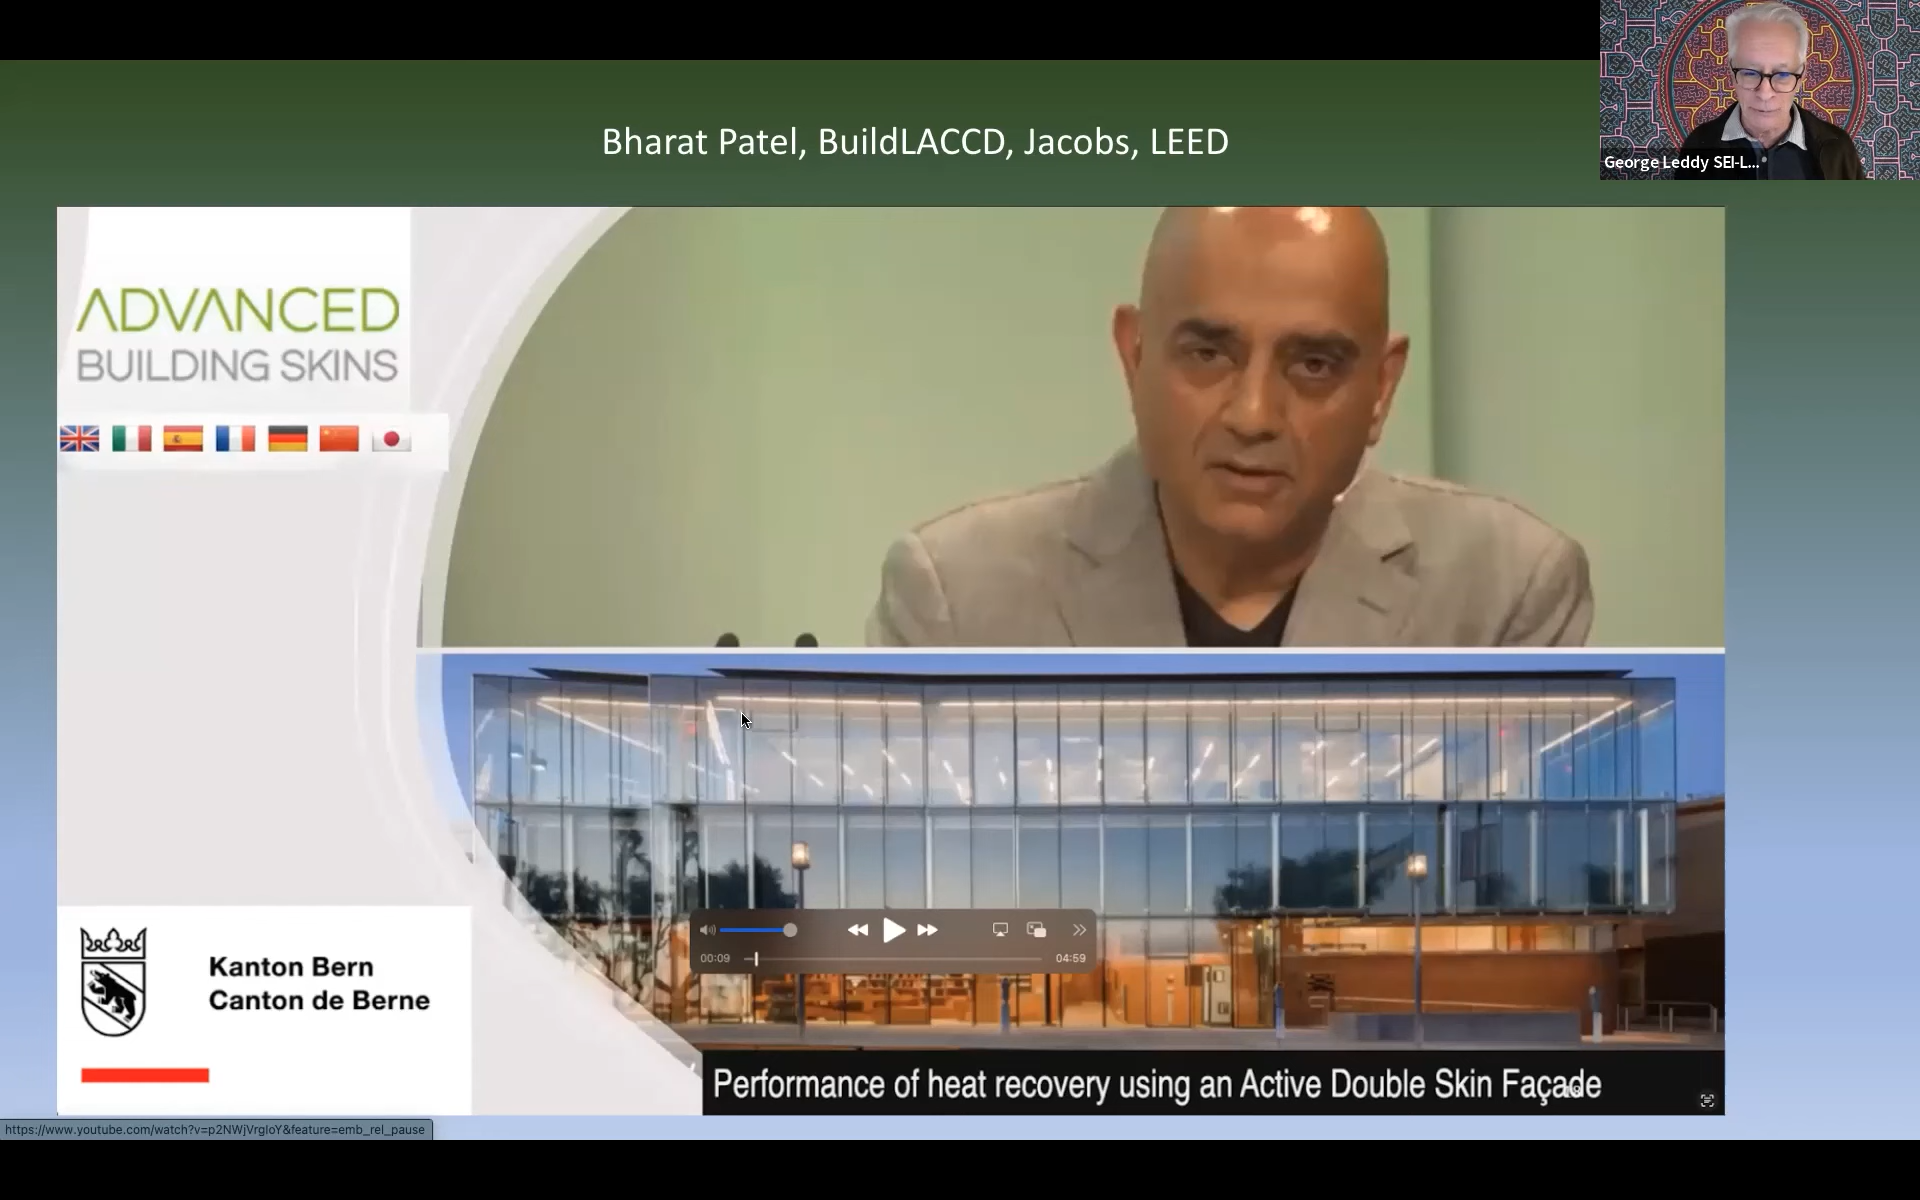 Bharat Patel, BuildLACCD, Jacobs, LEED
George Leddy SEI-L...
ADVANCED
BUILDING SKINS
00:09
04:59
Kanton Bern
Canton de Berne
Performance of heat recovery using an Active Double Skin Façade
https://www.youtube.com/watch?v=p2NWjVrgloY&feature=emb_rel_pause